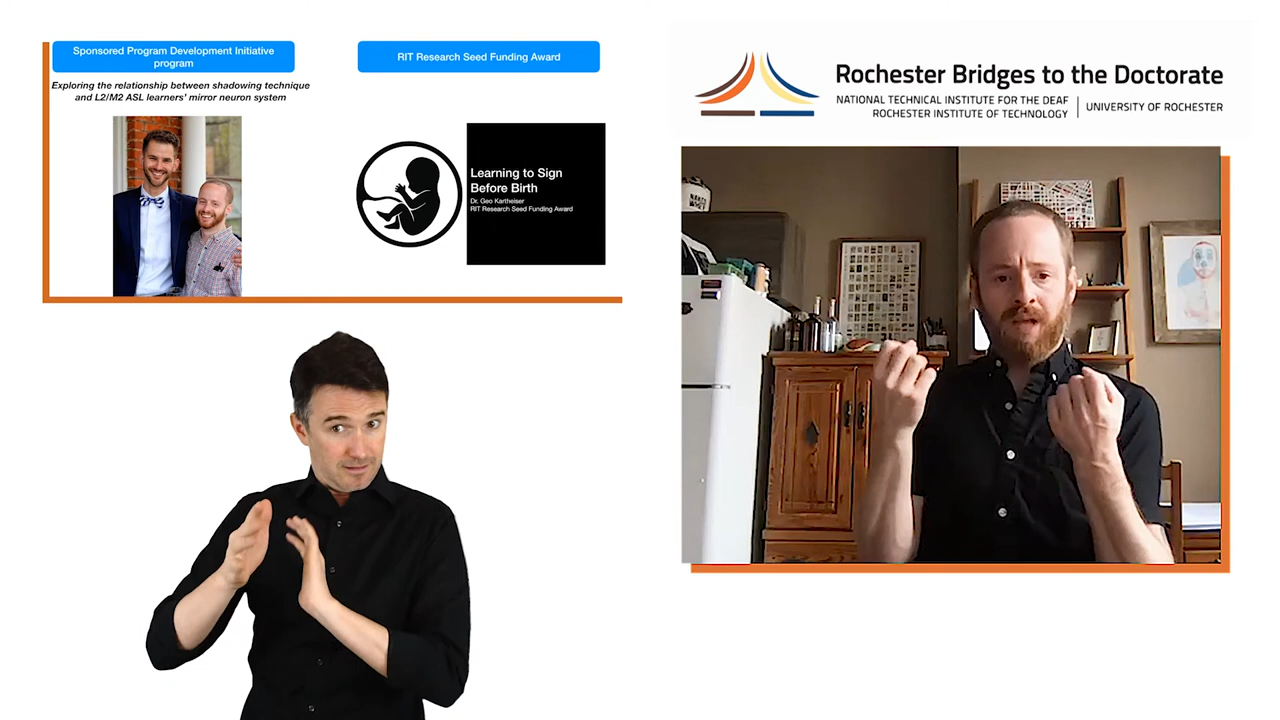 Sponsored Program Development Initiative
program
Exploring the relationship between shadowing technique
and L2/M2 ASL learners' mirror neuron system
RIT Research Seed Funding Award
Learning to Sign
Before Birth
Dr. Geo Kartheiser
RIT Research Seed Funding Award
Rochester Bridges to the Doctorate
NATIONAL TECHNICAL INSTITUTE FOR THE DEAF
ROCHESTER INSTITUTE OF TECHNOLOGY
UNIVERSITY OF ROCHESTER